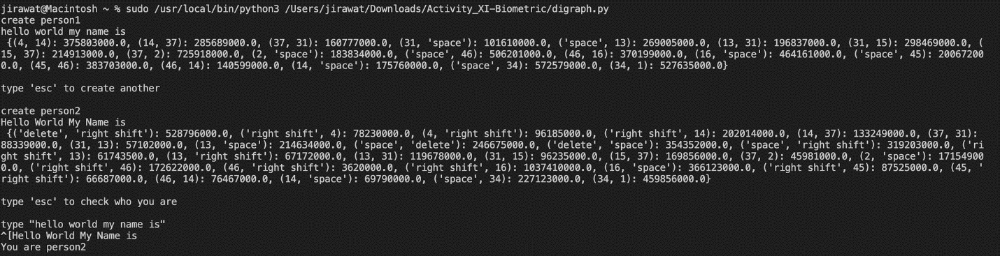 jirawat@Macintosh ~ % sudo /usr/local/bin/python3 /Users/jirawat/Downloads/Activity_XI-Biometric/digraph.py
create person1
hello world my name is
 {(4, 14): 375803000.0, (14, 37): 285689000.0, (37, 31): 160777000.0, (31, 'space'): 101610000.0, ('space', 13): 269005000.0, (13, 31): 196837000.0, (31, 15): 298469000.0, (
15, 37): 214913000.0, (37, 2): 725918000.0, (2, 'space'): 183834000.0, ('space', 46): 506201000.0, (46, 16): 370199000.0, (16, 'space'): 464161000.0, ('space', 45): 20067200
0.0, (45, 46): 383703000.0, (46, 14): 140599000.0, (14, 'space'): 175760000.0, ('space', 34): 572579000.0, (34, 1): 527635000.0}
type 'esc' to create another
create person2
Hello World My Name is
 {('delete', 'right shift'): 528796000.0, ('right shift', 4): 78230000.0, (4, 'right shift'): 96185000.0, ('right shift', 14): 202014000.0, (14, 37): 133249000.0, (37, 31):
88339000.0, (31, 13): 57102000.0, (13, 'space'): 214634000.0, ('space', 'delete'): 246675000.0, ('delete', 'space'): 354352000.0, ('space', 'right shift'): 319203000.0, ('ri
ght shift', 13): 61743500.0, (13, 'right shift'): 67172000.0, (13, 31): 119678000.0, (31, 15): 96235000.0, (15, 37): 169856000.0, (37, 2): 45981000.0, (2, 'space'): 17154900
0.0, ('right shift', 46): 172622000.0, (46, 'right shift'): 3620000.0, ('right shift', 16): 1037410000.0, (16, 'space'): 366123000.0, ('right shift', 45): 87525000.0, (45, '
right shift'): 66687000.0, (46, 14): 76467000.0, (14, 'space'): 69790000.0, ('space', 34): 227123000.0, (34, 1): 459856000.0}
type 'esc' to check who you are
type "hello world my name is"
^[Hello World My Name is
You are person2